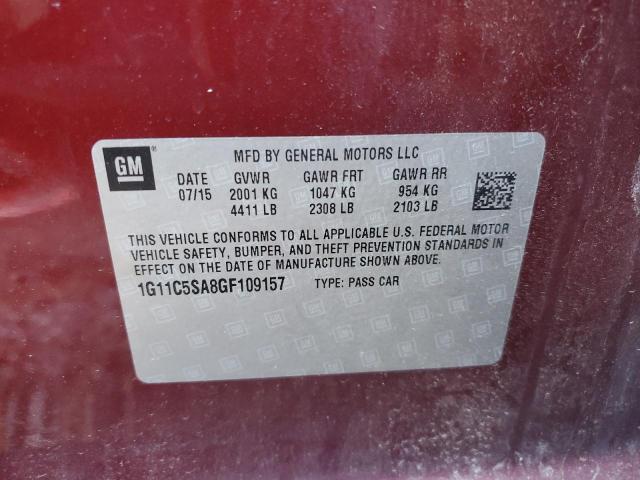 GM
MFD BY GENERAL MOTORS LLC
DATE GVWR GAWR FRT GAWR RR
07/15 2001 KG 1047 KG 954 KG
4411 LB 2308 LB 2103 LB
THIS VEHICLE CONFORMS TO ALL APPLICABLE U.S. FEDERAL MOTOR
VEHICLE SAFETY, BUMPER, AND THEFT PREVENTION STANDARDS IN
EFFECT ON THE DATE OF MANUFACTURE SHOWN ABOVE.
1G11C5SA8GF109157 TYPE: PASS CAR